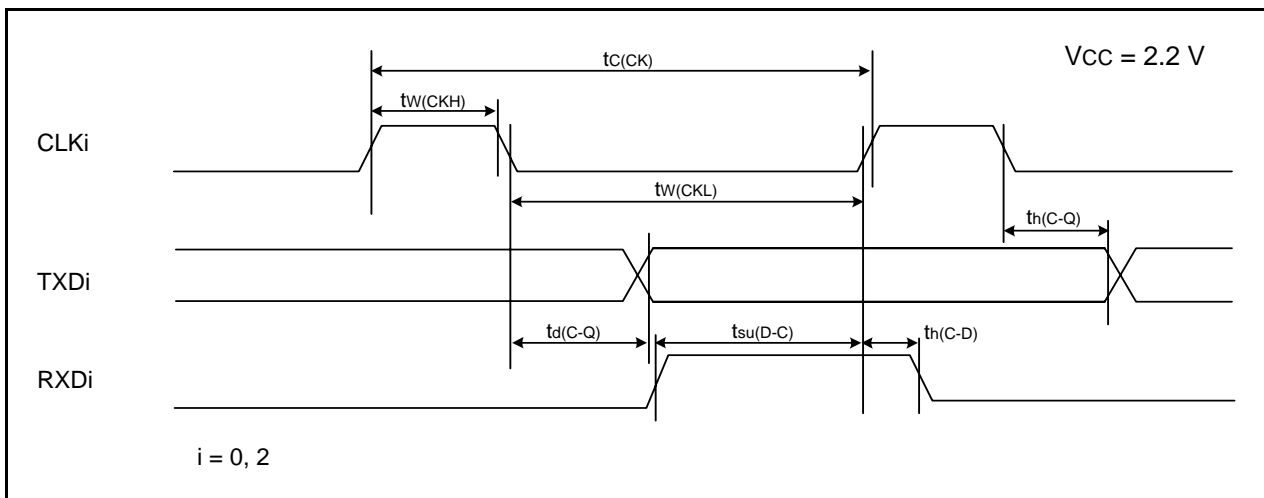 tC(CK)
VCC = 2.2 V
tW(CKH)
CLKi
tW(CKL)
th(C-Q)
TXDi
td(C-Q)
tsu(D-C)
th(C-D)
RXDi
i = 0, 2